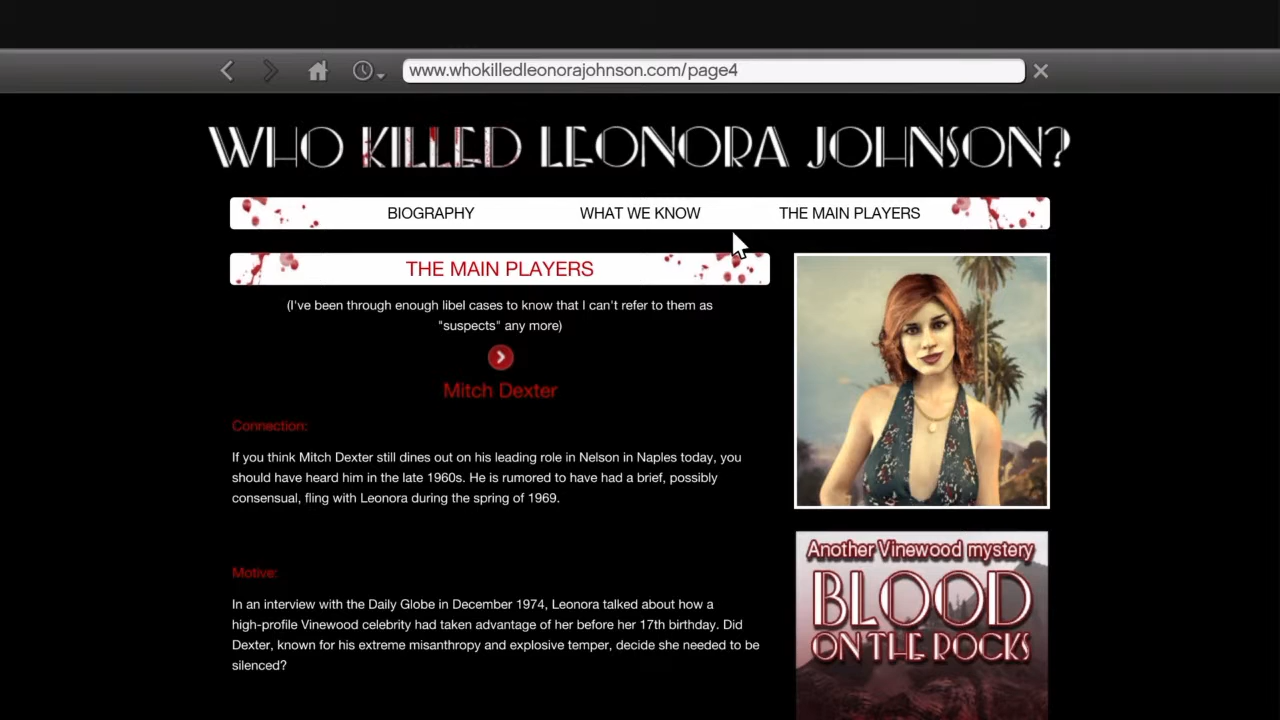 www.whokilledleonorajohnson.com/page4
WHO KILLED LEONORA JOHNSON?
BIOGRAPHY WHAT WE KNOW THE MAIN PLAYERS
THE MAIN PLAYERS
(I've been through enough libel cases to know that I can't refer to them as
"suspects" any more)
Mitch Dexter
Connection:
If you think Mitch Dexter still dines out on his leading role in Nelson in Naples today, you
should have heard him in the late 1960s. He is rumored to have had a brief, possibly
consensual, fling with Leonora during the spring of 1969.
Motive:
In an interview with the Daily Globe in December 1974, Leonora talked about how a
high-profile Vinewood celebrity had taken advantage of her before her 17th birthday. Did
Dexter, known for his extreme misanthropy and explosive temper, decide she needed to be
silenced?
Another Vinewood mystery
BLOOD
ON THE ROCKS